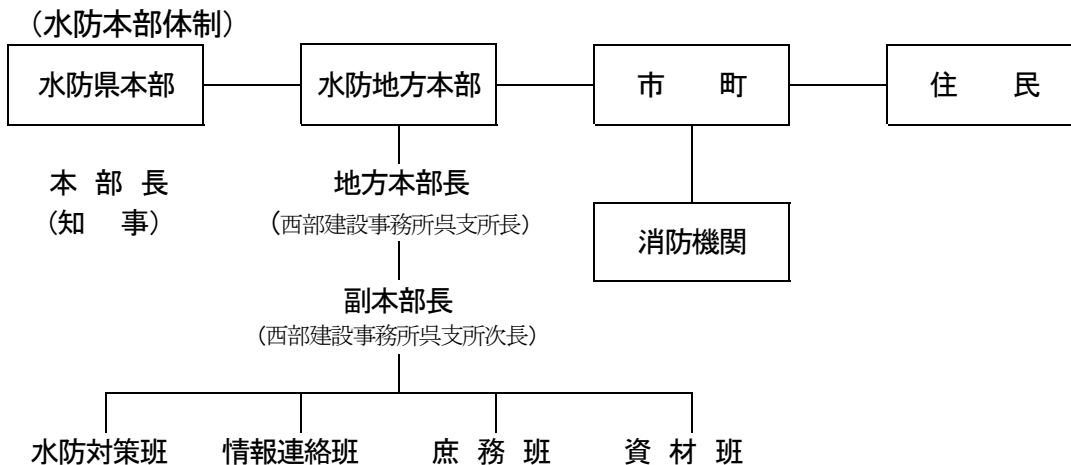 （水防本部体制）
水防県本部 水防地方本部 市　町 住　民
本 部 長 地方本部長
（知　事） （西部建設事務所呉支所長）
消防機関
副本部長
（西部建設事務所呉支所次長）
水防対策班 情報連絡班 庶 務 班 資 材 班